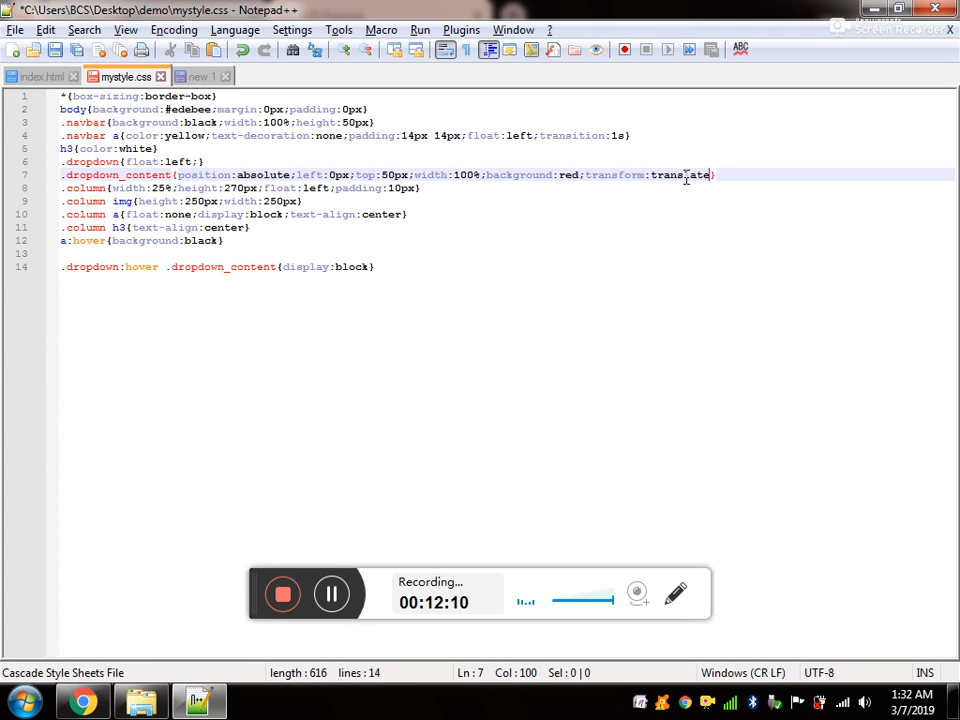 *C:\Users\BCS\Desktop\demo\mystyle.css - Notepad++
File Edit Search View Encoding Language Settings Tools Macro Run Plugins Window ? X
Screen Recorder
index.html mystyle.css new 1
1 *{box-sizing:border-box}
2 body{background:#edebee;margin:0px;padding:0px}
3 .navbar{background:black;width:100%;height:50px}
4 .navbar a{color:yellow;text-decoration:none;padding:14px 14px;float:left;transition:1s}
5 h3{color:white}
6 .dropdown{float:left;}
7 .dropdown_content{position:absolute;left:0px;top:50px;width:100%;background:red;transform:translate}
8 .column{width:25%;height:270px;float:left;padding:10px}
9 .column img{height:250px;width:250px}
10 .column a{float:none;display:block;text-align:center}
11 .column h3{text-align:center}
12 a:hover{background:black}
13
14 .dropdown:hover .dropdown_content{display:block}
Recording...
00:12:10
Cascade Style Sheets File length : 616 lines : 14 Ln : 7 Col : 100 Sel : 0 | 0 Windows (CR LF) UTF-8 INS
1:32 AM
3/7/2019